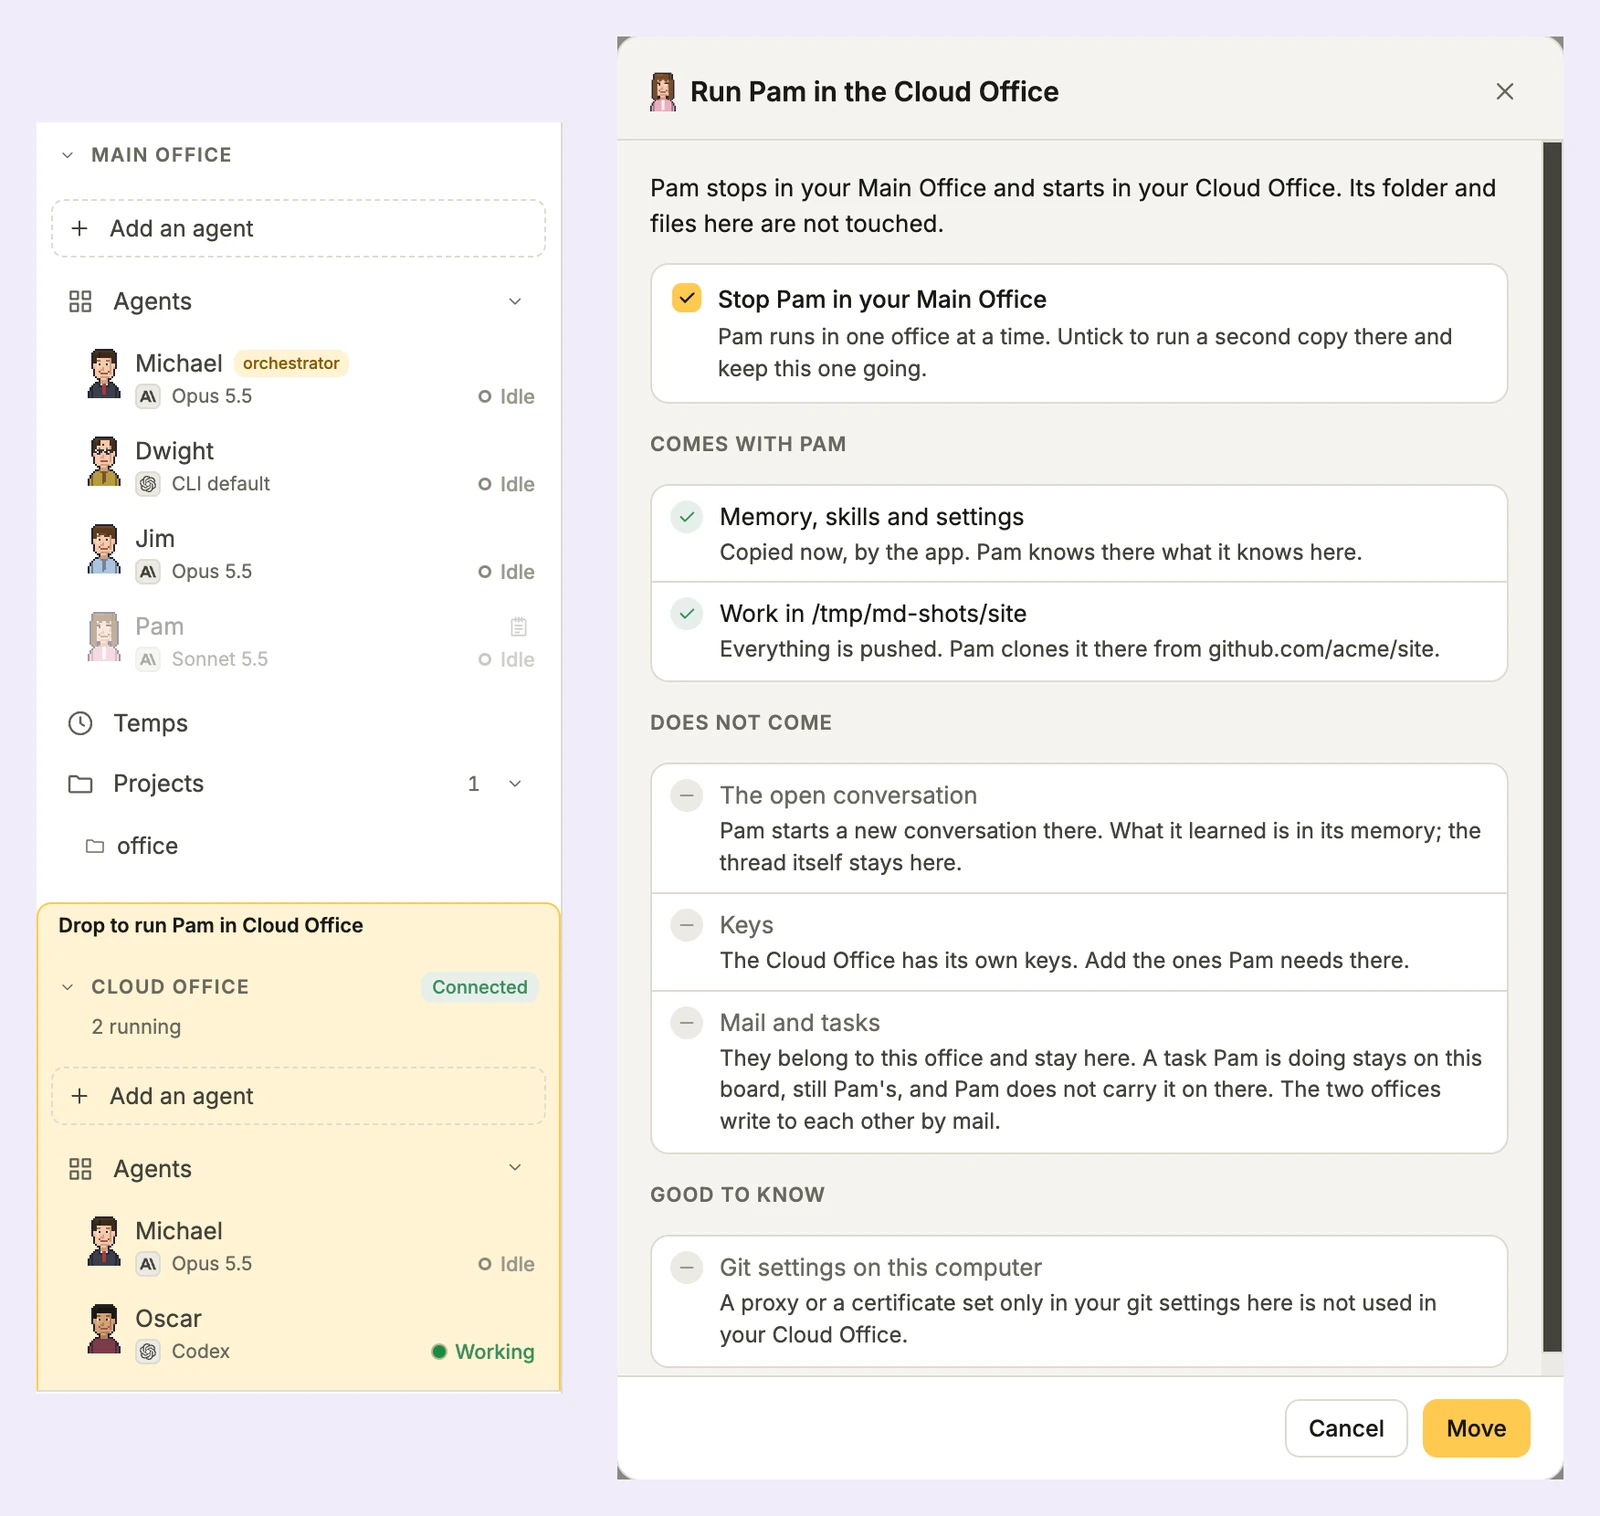 MAIN OFFICE
+ Add an agent
Agents
Michael orchestrator
Opus 5.5 Idle
Dwight
CLI default Idle
Jim
Opus 5.5 Idle
Pam
Sonnet 5.5 Idle
Temps
Projects 1
office
Drop to run Pam in Cloud Office
CLOUD OFFICE Connected
2 running
+ Add an agent
Agents
Michael
Opus 5.5 Idle
Oscar
Codex Working
Run Pam in the Cloud Office
Pam stops in your Main Office and starts in your Cloud Office. Its folder and
files here are not touched.
Stop Pam in your Main Office
Pam runs in one office at a time. Untick to run a second copy there and
keep this one going.
COMES WITH PAM
Memory, skills and settings
Copied now, by the app. Pam knows there what it knows here.
Work in /tmp/md-shots/site
Everything is pushed. Pam clones it there from github.com/acme/site.
DOES NOT COME
The open conversation
Pam starts a new conversation there. What it learned is in its memory; the
thread itself stays here.
Keys
The Cloud Office has its own keys. Add the ones Pam needs there.
Mail and tasks
They belong to this office and stay here. A task Pam is doing stays on this
board, still Pam's, and Pam does not carry it on there. The two offices
write to each other by mail.
GOOD TO KNOW
Git settings on this computer
A proxy or a certificate set only in your git settings here is not used in
your Cloud Office.
Cancel Move